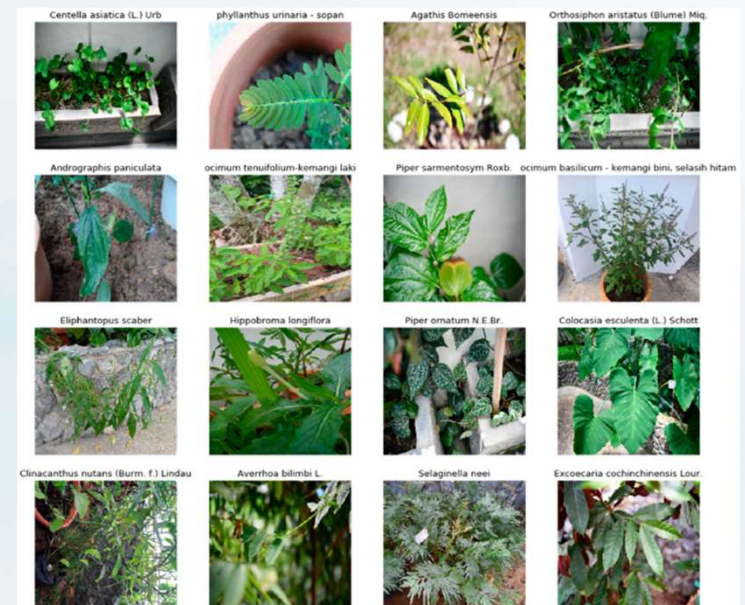 Centella asiatica (L.) Urb
phyllanthus urinaria - sopan
Agathis Borneensis
Orthosiphon aristatus (Blume) Miq.
Andrographis paniculata
ocimum tenuifolium-kemangi laki
Piper sarmentosym Roxb.
ocimum basilicum - kemangi bini, selasih hitam
Eliphantopus scaber
Hippobroma longiflora
Piper ornatum N.E.Br.
Colocasia esculenta (L.) Schott
Clinacanthus nutans (Burm. f.) Lindau
Averrhoa bilimbi L.
Selaginella neei
Excoecaria cochinchinensis Lour.